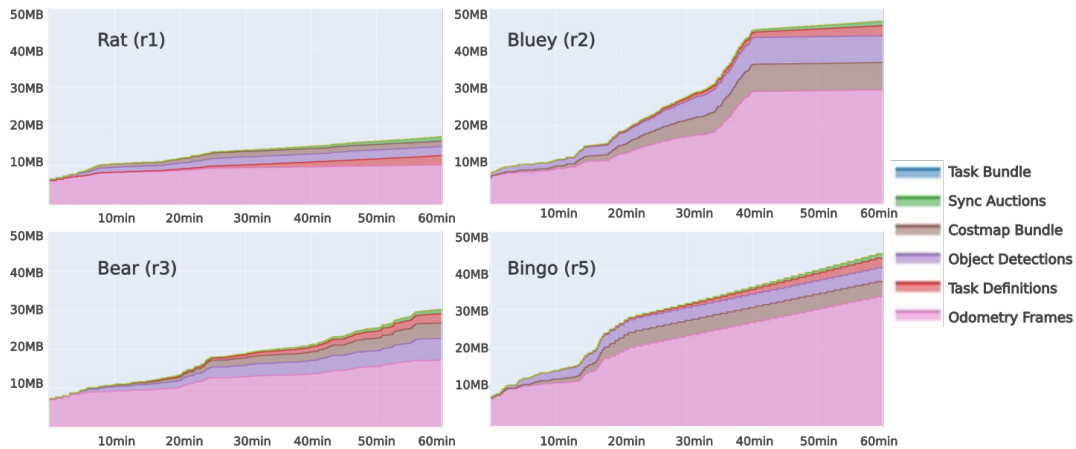 50MB
40MB
30MB
20MB
10MB
Rat (r1)
10min 20min 30min 40min 50min 60min
50MB
40MB
30MB
20MB
10MB
Bluey (r2)
10min 20min 30min 40min 50min 60min
50MB
40MB
30MB
20MB
10MB
Bear (r3)
10min 20min 30min 40min 50min 60min
50MB
40MB
30MB
20MB
10MB
Bingo (r5)
10min 20min 30min 40min 50min 60min
Task Bundle
Sync Auctions
Costmap Bundle
Object Detections
Task Definitions
Odometry Frames